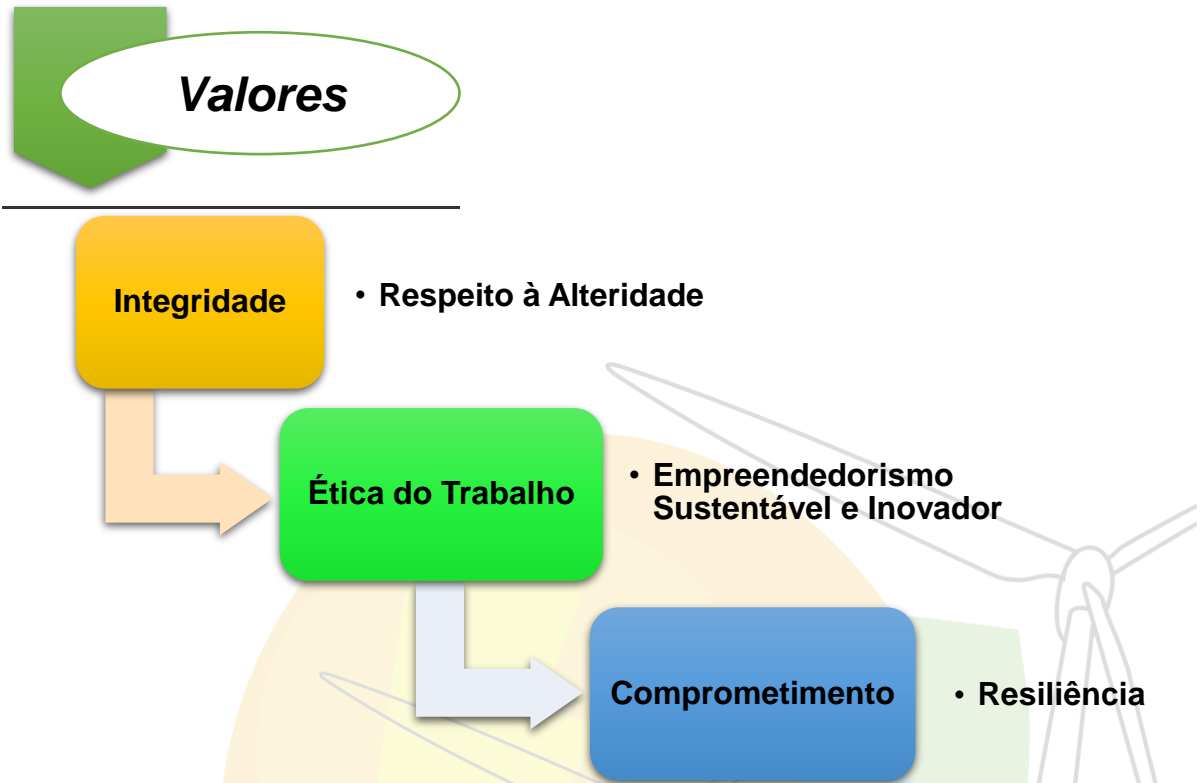 Valores
Integridade
• Respeito à Alteridade
Ética do Trabalho
• Empreendedorismo
Sustentável e Inovador
Comprometimento
• Resiliência